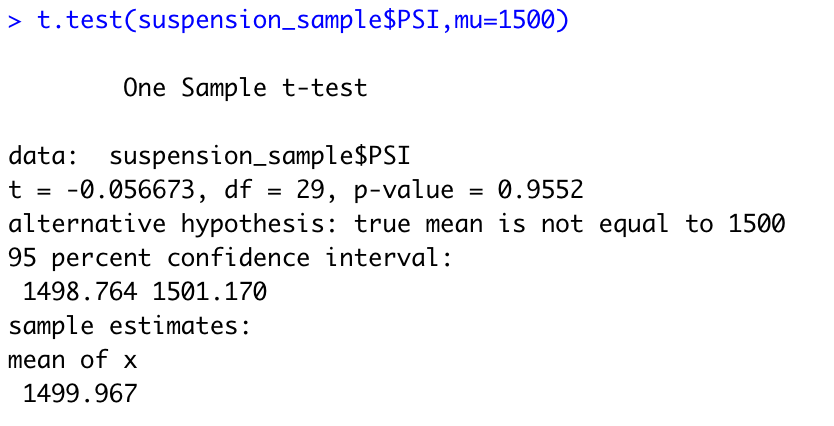 > t.test(suspension_sample$PSI,mu=1500)
One Sample t-test
data:  suspension_sample$PSI
t = -0.056673, df = 29, p-value = 0.9552
alternative hypothesis: true mean is not equal to 1500
95 percent confidence interval:
1498.764 1501.170
sample estimates:
mean of x
1499.967